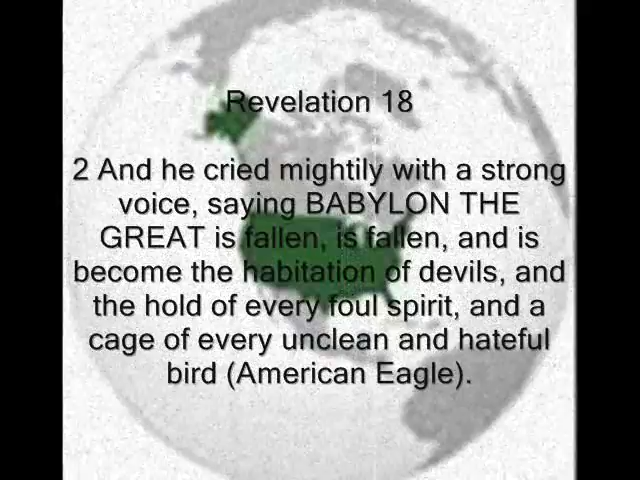 Revelation 18
2 And he cried mightily with a strong
voice, saying BABYLON THE
GREAT is fallen, is fallen, and is
become the habitation of devils, and
the hold of every foul spirit, and a
cage of every unclean and hateful
bird (American Eagle).